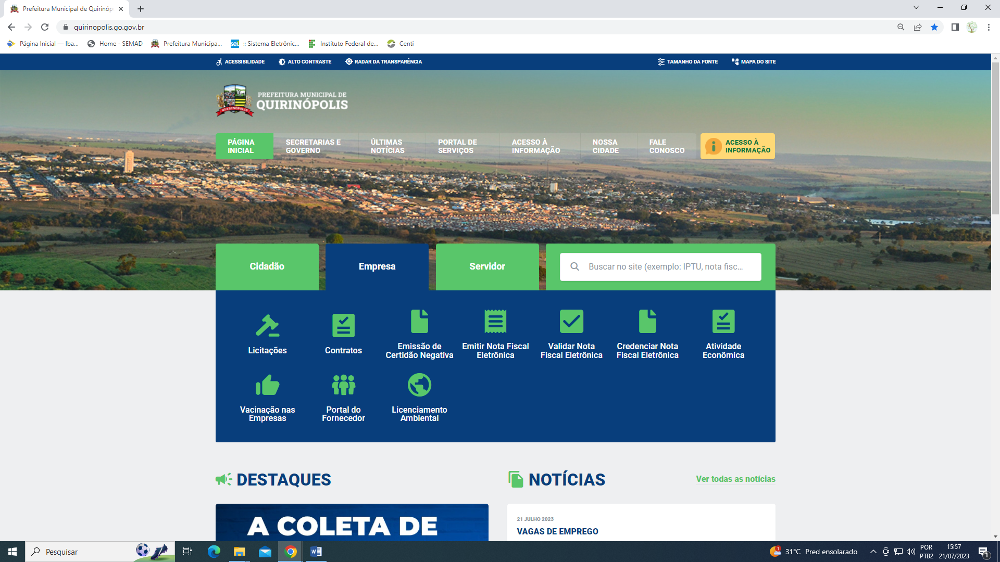 Prefeitura Municipal de Quirinóp
quirinopolis.go.gov.br
Página Inicial — Iba...
Home - SEMAD
Prefeitura Municipa...
sei!
:: Sistema Eletrônic...
Instituto Federal de...
Centi
ACESSIBILIDADE
ALTO CONTRASTE
RADAR DA TRANSPARÊNCIA
TAMANHO DA FONTE
MAPA DO SITE
QUIRINÓPOLIS
PREFEITURA MUNICIPAL DE
QUIRINÓPOLIS
PÁGINA
INICIAL
SECRETARIAS E
GOVERNO
ÚLTIMAS
NOTÍCIAS
PORTAL DE
SERVIÇOS
ACESSO À
INFORMAÇÃO
NOSSA
CIDADE
FALE
CONOSCO
ACESSO À
INFORMAÇÃO
Cidadão
Empresa
Servidor
Buscar no site (exemplo: IPTU, nota fisc...
Licitações
Contratos
Emissão de
Certidão Negativa
Emitir Nota Fiscal
Eletrônica
Validar Nota
Fiscal Eletrônica
Credenciar Nota
Fiscal Eletrônica
Atividade
Econômica
Vacinação nas
Empresas
Portal do
Fornecedor
Licenciamento
Ambiental
DESTAQUES
NOTÍCIAS
Ver todas as notícias
A COLETA DE
21 JULHO 2023
VAGAS DE EMPREGO
Pesquisar
1
31°C Pred ensolarado
POR
PTB2
15:57
21/07/2023
1